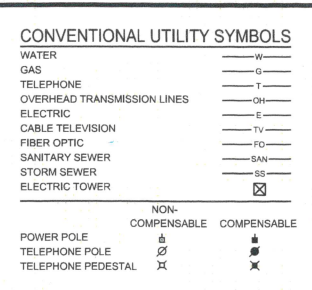 CONVENTIONAL UTILITY SYMBOLS
WATER W
GAS G
TELEPHONE T
OVERHEAD TRANSMISSION LINES OH
ELECTRIC E
CABLE TELEVISION TV
FIBER OPTIC FO
SANITARY SEWER SAN
STORM SEWER SS
ELECTRIC TOWER
NON-
COMPENSABLE COMPENSABLE
POWER POLE
TELEPHONE POLE
TELEPHONE PEDESTAL